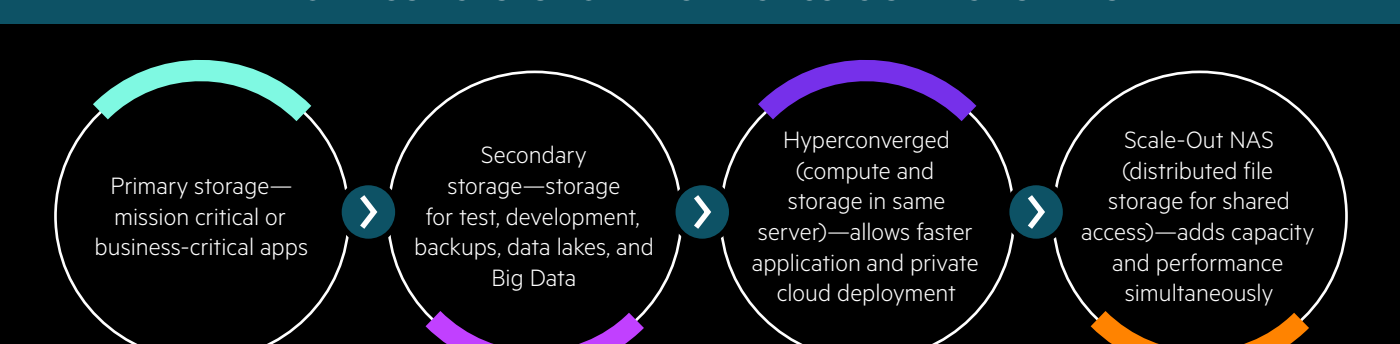 Primary storage—
mission critical or
business-critical apps
Secondary
storage—storage
for test, development,
backups, data lakes, and
Big Data
Hyperconverged
(compute and
storage in same
server)—allows faster
application and private
cloud deployment
Scale-Out NAS
(distributed file
storage for shared
access)—adds capacity
and performance
simultaneously